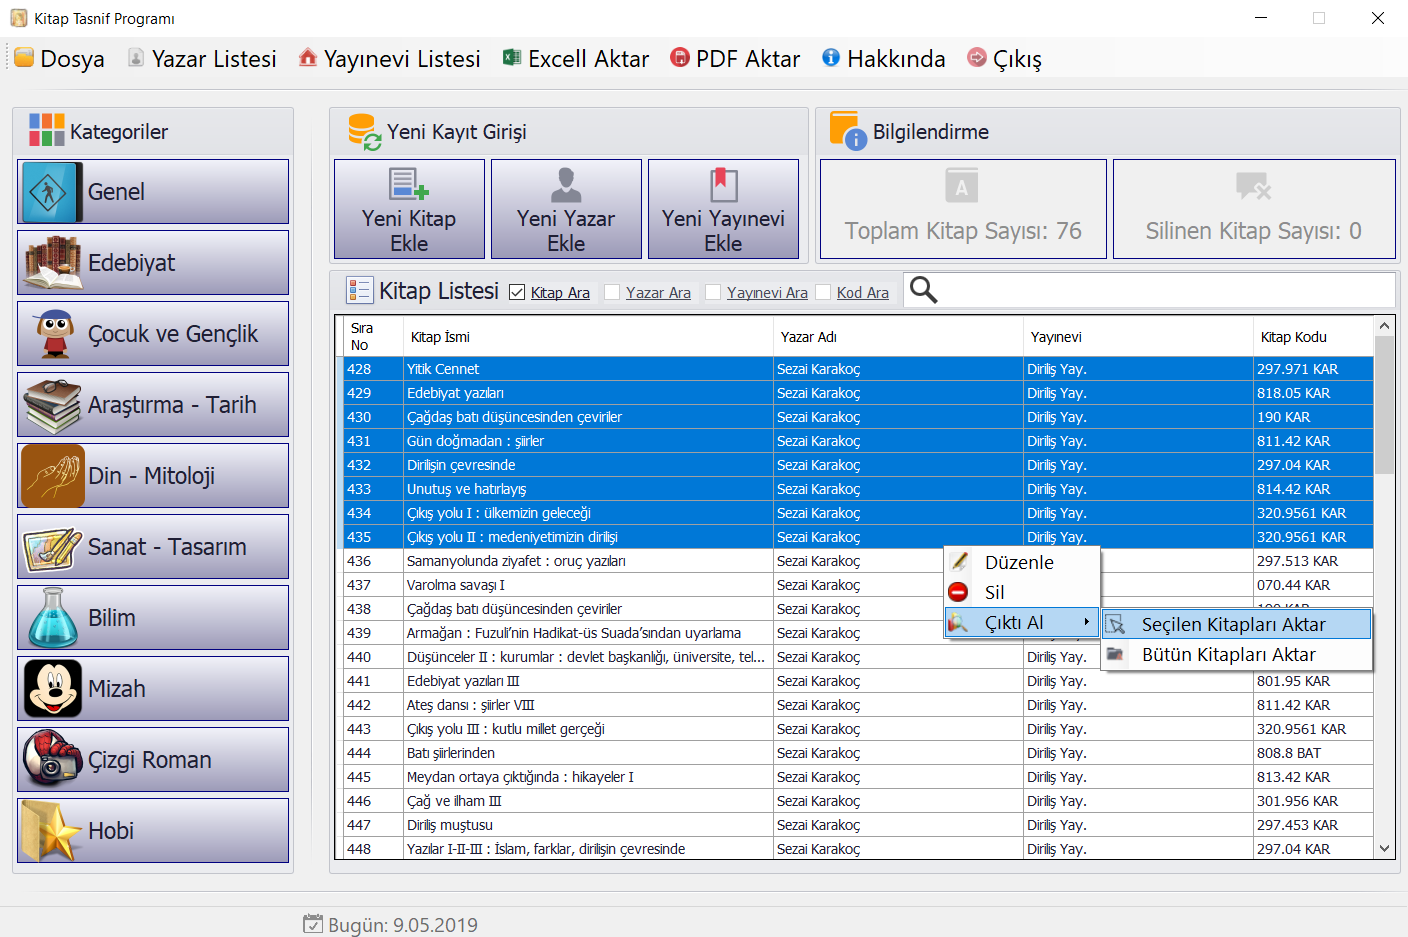 Kitap Tasnif Programı
Dosya Yazar Listesi Yayınevi Listesi Excell Aktar PDF Aktar Hakkında Çıkış
Kategoriler
Genel
Edebiyat
Çocuk ve Gençlik
Araştırma - Tarih
Din - Mitoloji
Sanat - Tasarım
Bilim
Mizah
Çizgi Roman
Hobi
Yeni Kayıt Girişi
Yeni Kitap
Ekle
Yeni Yazar
Ekle
Yeni Yayınevi
Ekle
Bilgilendirme
A
Toplam Kitap Sayısı: 76
Silinen Kitap Sayısı: 0
Kitap Listesi Kitap Ara Yazar Ara Yayınevi Ara Kod Ara
Sıra
No Kitap İsmi Yazar Adı Yayınevi Kitap Kodu
428 Yitik Cennet Sezai Karakoç Diriliş Yay. 297.971 KAR
429 Edebiyat yazıları Sezai Karakoç Diriliş Yay. 818.05 KAR
430 Çağdaş batı düşüncesinden çeviriler Sezai Karakoç Diriliş Yay. 190 KAR
431 Gün doğmadan : şiirler Sezai Karakoç Diriliş Yay. 811.42 KAR
432 Dirilişin çevresinde Sezai Karakoç Diriliş Yay. 297.04 KAR
433 Unutuş ve hatırlayış Sezai Karakoç Diriliş Yay. 814.42 KAR
434 Çıkış yolu I : ülkemizin geleceği Sezai Karakoç Diriliş Yay. 320.9561 KAR
435 Çıkış yolu II : medeniyetimizin dirilişi Sezai Karakoç Diriliş Yay. 320.9561 KAR
436 Samanyolunda ziyafet : oruç yazıları Sezai Karakoç 297.513 KAR
437 Varolma savaşı I Sezai Karakoç 070.44 KAR
438 Çağdaş batı düşüncesinden çeviriler Sezai Karakoç
439 Armağan : Fuzuli'nin Hadikat-üs Suada'sından uyarlama Sezai Karakoç
440 Düşünceler II : kurumlar : devlet başkanlığı, üniversite, tel... Sezai Karakoç Diriliş Yay.
441 Edebiyat yazıları III Sezai Karakoç Diriliş Yay. 801.95 KAR
442 Ateş dansı : şiirler VIII Sezai Karakoç Diriliş Yay. 811.42 KAR
443 Çıkış yolu III : kutlu millet gerçeği Sezai Karakoç Diriliş Yay. 320.9561 KAR
444 Batı şiirlerinden Sezai Karakoç Diriliş Yay. 808.8 BAT
445 Meydan ortaya çıktığında : hikayeler I Sezai Karakoç Diriliş Yay. 813.42 KAR
446 Çağ ve ilham III Sezai Karakoç Diriliş Yay. 301.956 KAR
447 Diriliş muştusu Sezai Karakoç Diriliş Yay. 297.453 KAR
448 Yazılar I-II-III : İslam, farklar, dirilişin çevresinde Sezai Karakoç Diriliş Yay. 297.04 KAR
Düzenle
Sil
Çıktı Al
Seçilen Kitapları Aktar
Bütün Kitapları Aktar
Bugün: 9.05.2019